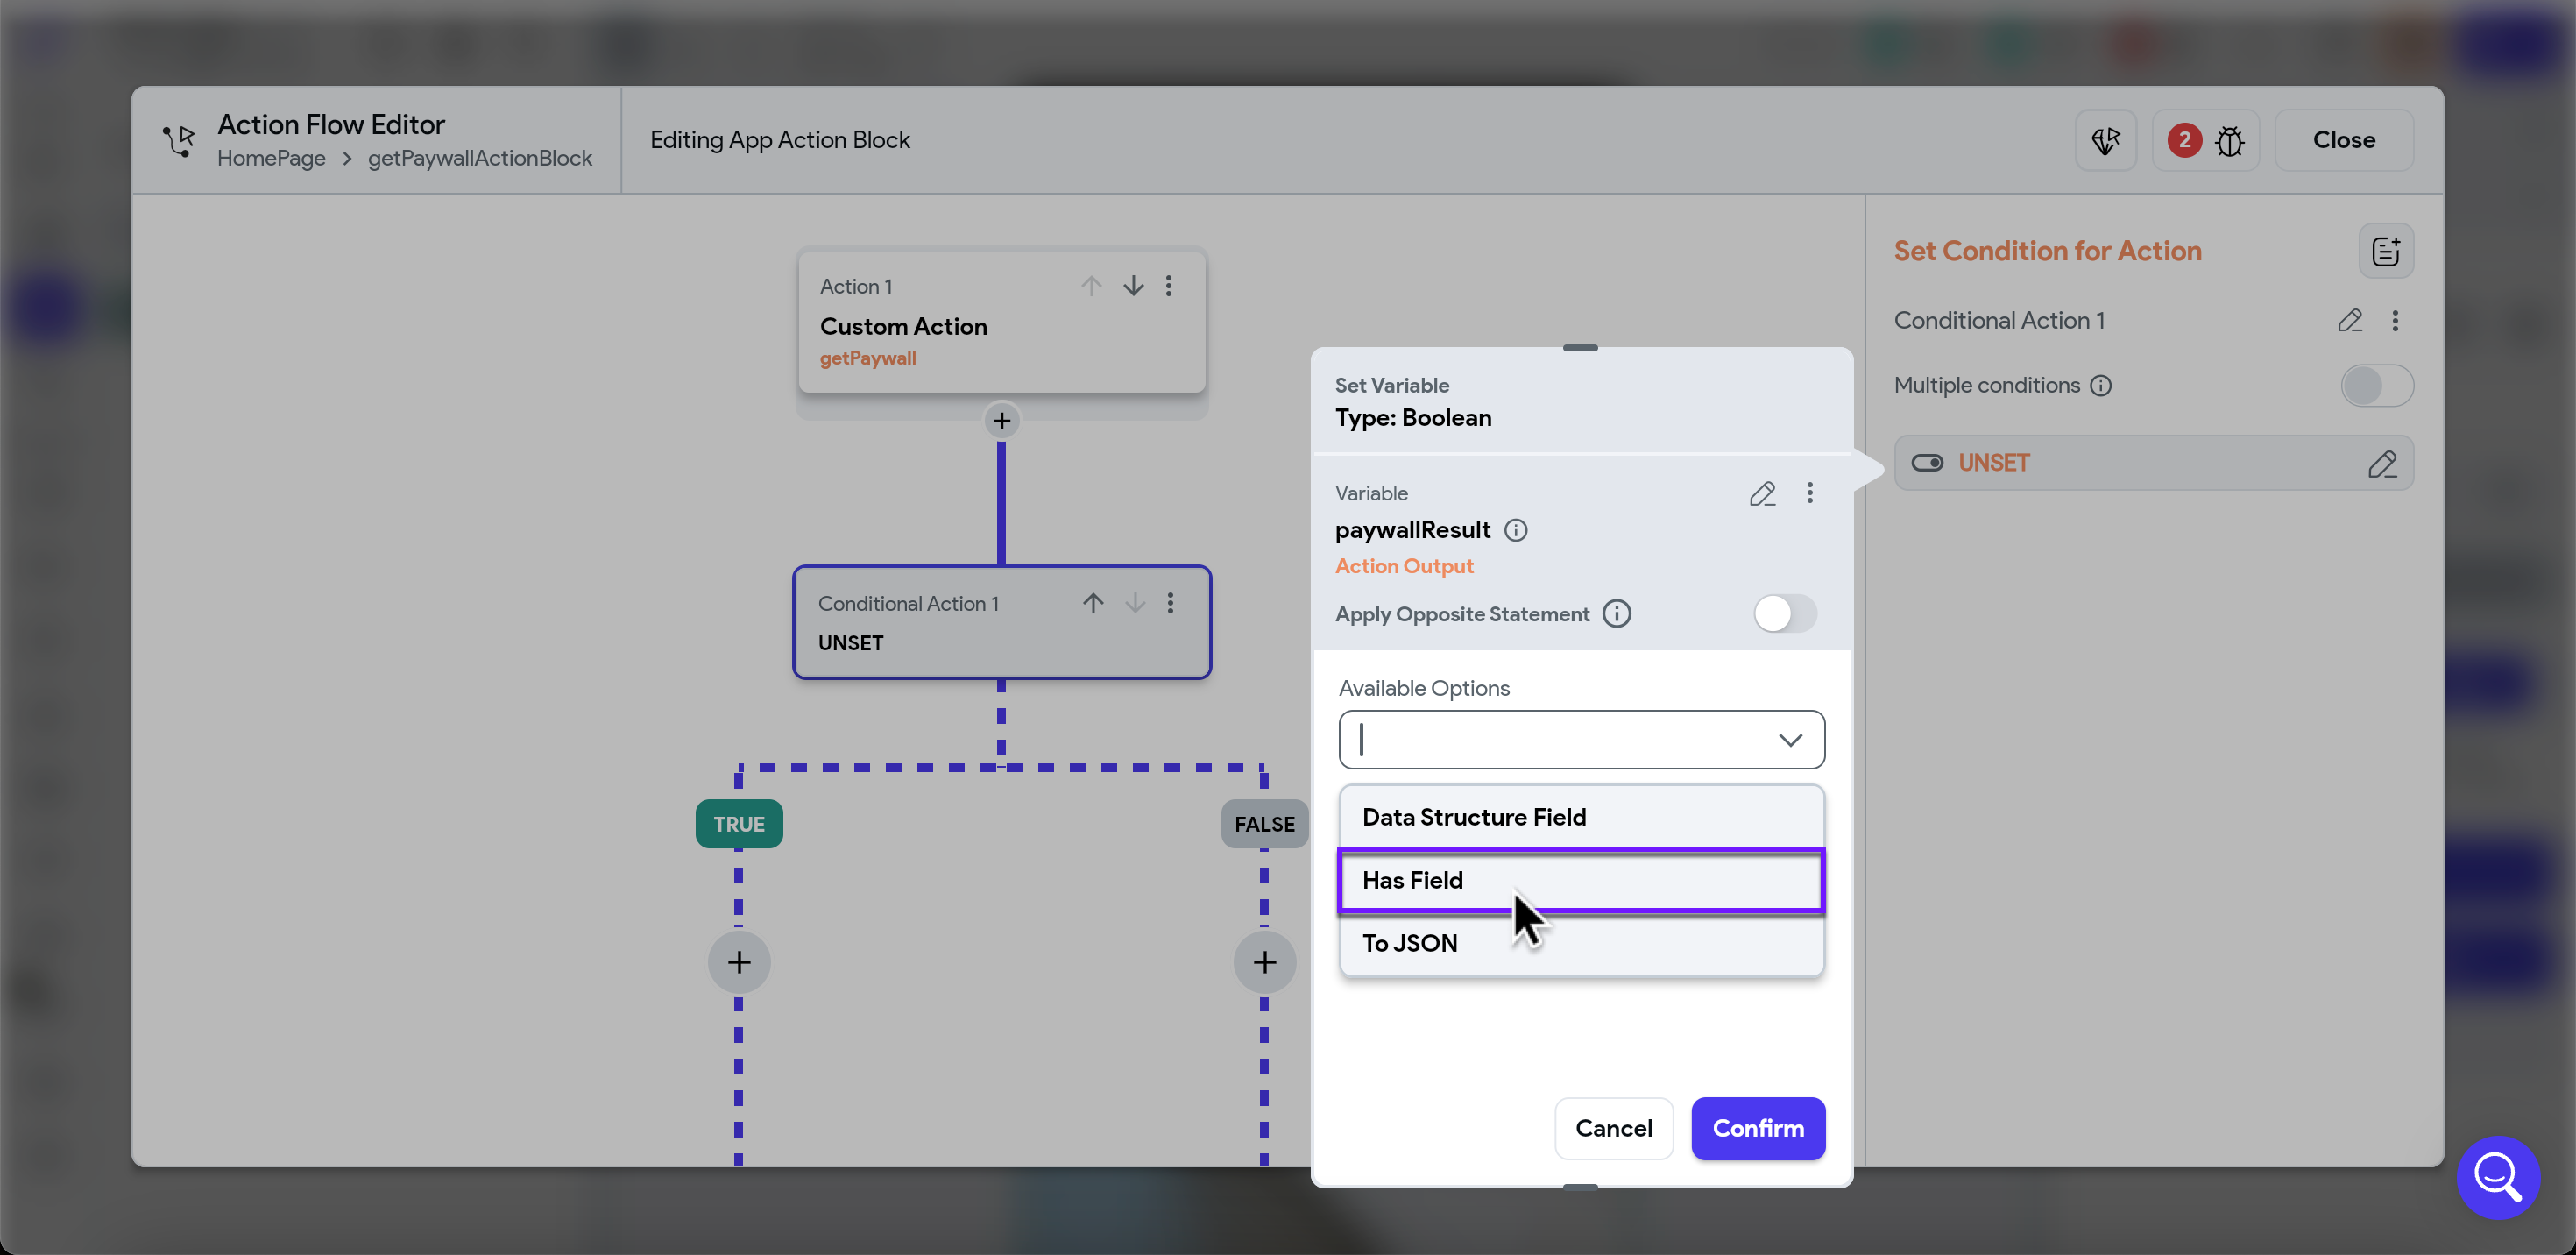 Action Flow Editor
HomePage > getPaywallActionBlock
Editing App Action Block
2
Close
Action 1
Custom Action
getPaywall
Conditional Action 1
UNSET
TRUE
FALSE
Set Variable
Type: Boolean
Variable
paywallResult
Action Output
Apply Opposite Statement
Available Options
Data Structure Field
Has Field
To JSON
Cancel
Confirm
Set Condition for Action
Conditional Action 1
Multiple conditions
UNSET